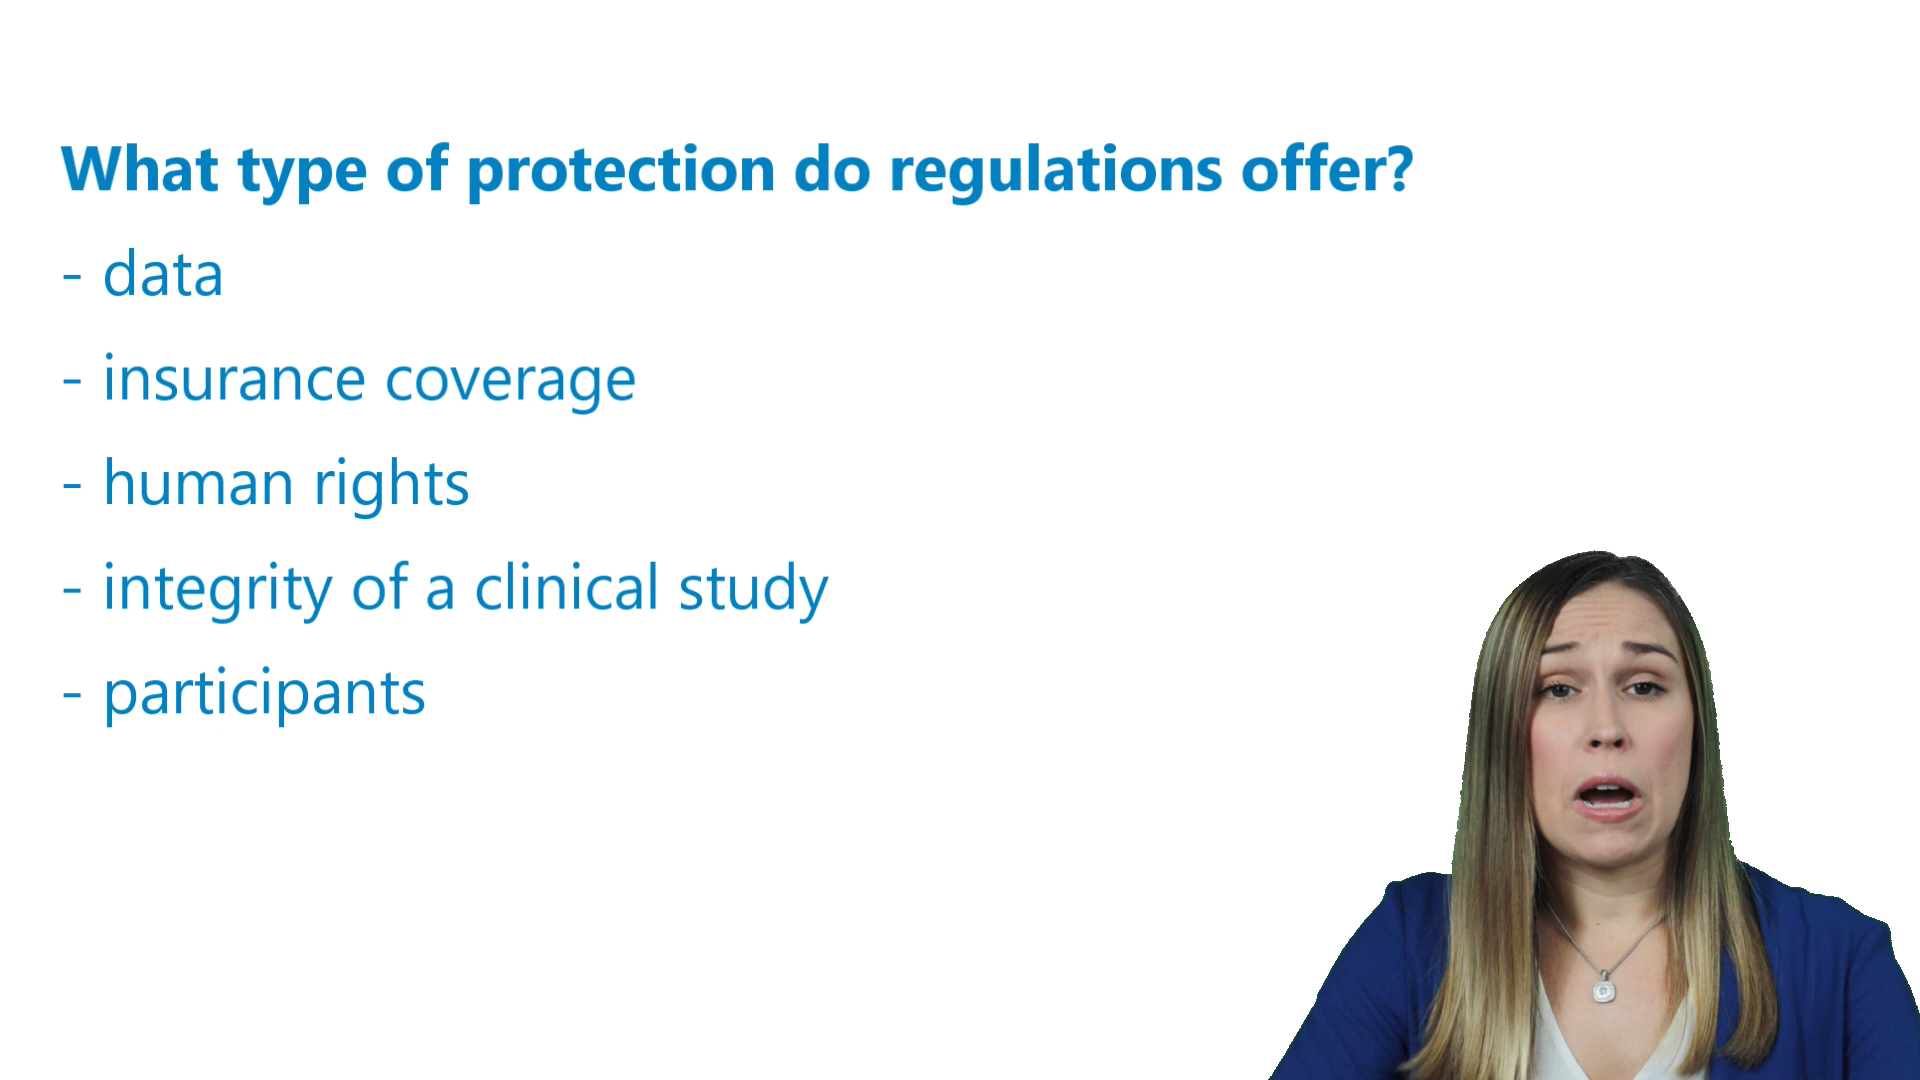 What type of protection do regulations offer?
- data
- insurance coverage
- human rights
- integrity of a clinical study
- participants